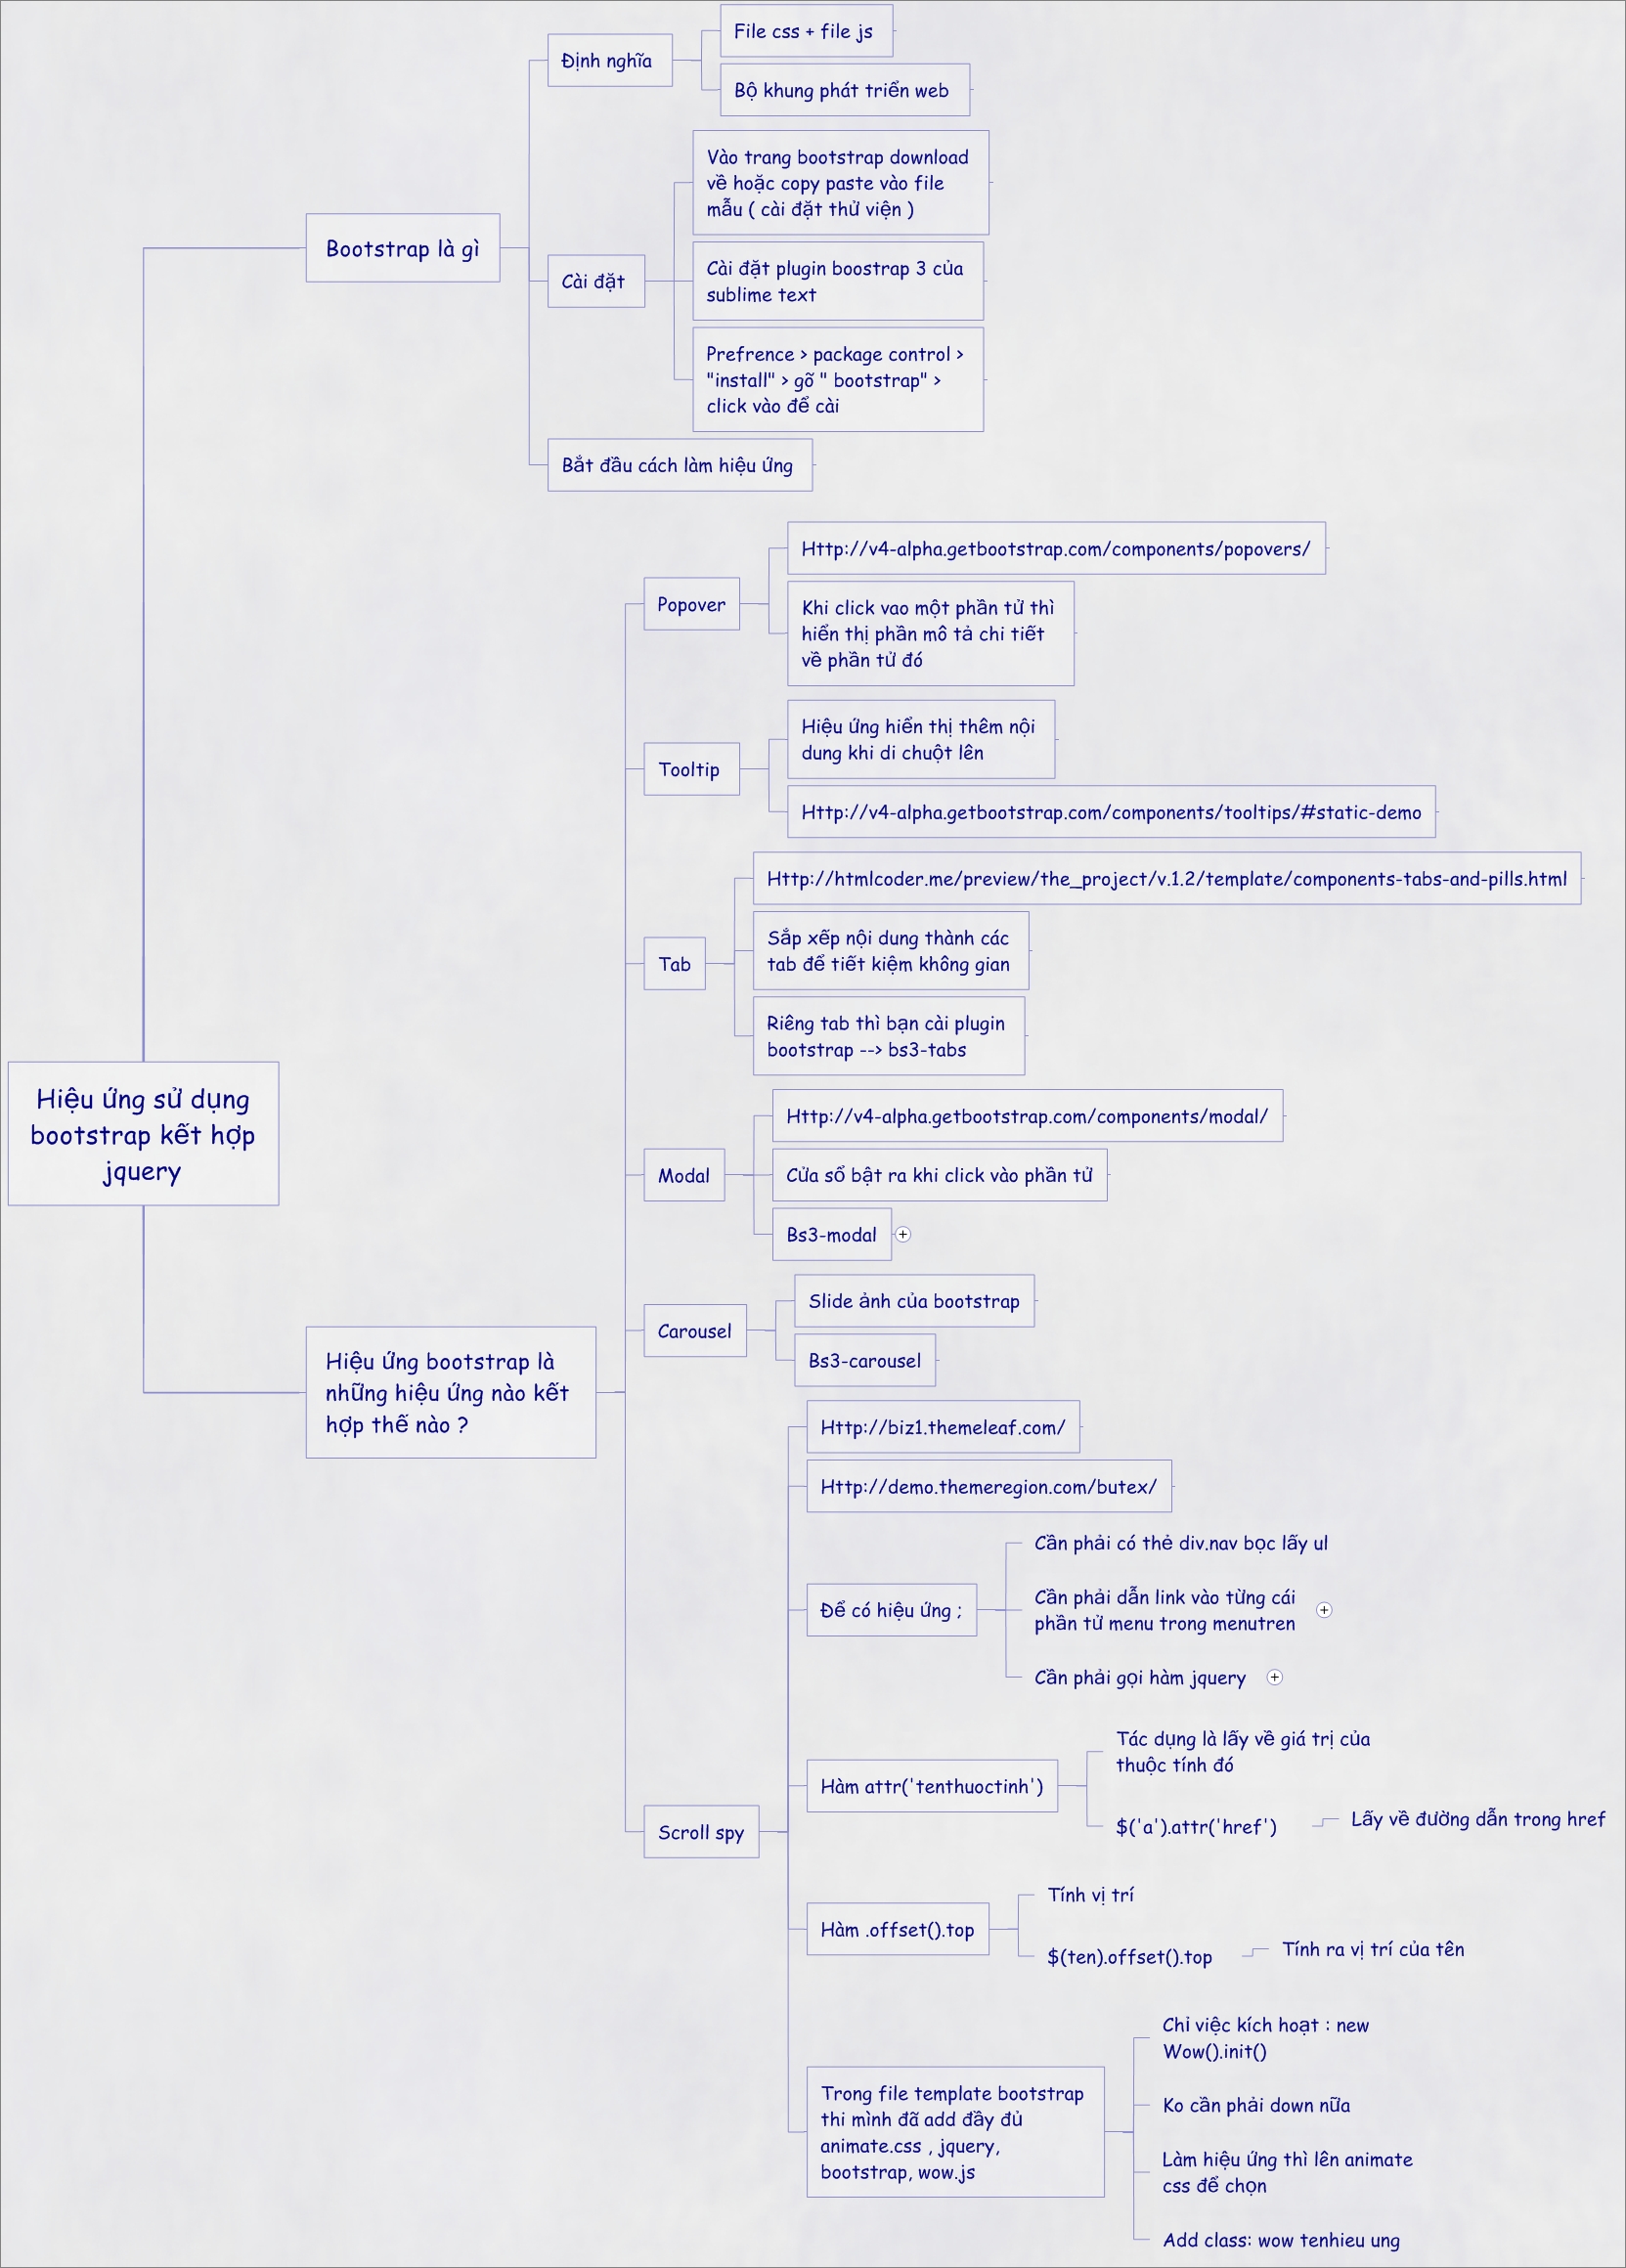 Hiệu ứng sử dụng
bootstrap kết hợp
jquery
Bootstrap là gì
Định nghĩa
File css + file js
Bộ khung phát triển web
Cài đặt
Vào trang bootstrap download
về hoặc copy paste vào file
mẫu ( cài đặt thử viện )
Cài đặt plugin boostrap 3 của
sublime text
Prefrence > package control >
"install" > gõ " bootstrap" >
click vào để cài
Bắt đầu cách làm hiệu ứng
Hiệu ứng bootstrap là
những hiệu ứng nào kết
hợp thế nào ?
Popover
Http://v4-alpha.getbootstrap.com/components/popovers/
Khi click vao một phần tử thì
hiển thị phần mô tả chi tiết
về phần tử đó
Tooltip
Hiệu ứng hiển thị thêm nội
dung khi di chuột lên
Http://v4-alpha.getbootstrap.com/components/tooltips/#static-demo
Tab
Http://htmlcoder.me/preview/the_project/v.1.2/template/components-tabs-and-pills.html
Sắp xếp nội dung thành các
tab để tiết kiệm không gian
Riêng tab thì bạn cài plugin
bootstrap --> bs3-tabs
Modal
Http://v4-alpha.getbootstrap.com/components/modal/
Cửa sổ bật ra khi click vào phần tử
Bs3-modal
Carousel
Slide ảnh của bootstrap
Bs3-carousel
Scroll spy
Http://biz1.themeleaf.com/
Http://demo.themeregion.com/butex/
Để có hiệu ứng ;
Cần phải có thẻ div.nav bọc lấy ul
Cần phải dẫn link vào từng cái
phần tử menu trong menutren
Cần phải gọi hàm jquery
Hàm attr('tenthuoctinh')
Tác dụng là lấy về giá trị của
thuộc tính đó
$('a').attr('href')
Lấy về đường dẫn trong href
Hàm .offset().top
Tính vị trí
$(ten).offset().top
Tính ra vị trí của tên
Trong file template bootstrap
thi mình đã add đầy đủ
animate.css , jquery,
bootstrap, wow.js
Chỉ việc kích hoạt : new
Wow().init()
Ko cần phải down nữa
Làm hiệu ứng thì lên animate
css để chọn
Add class: wow tenhieu ung